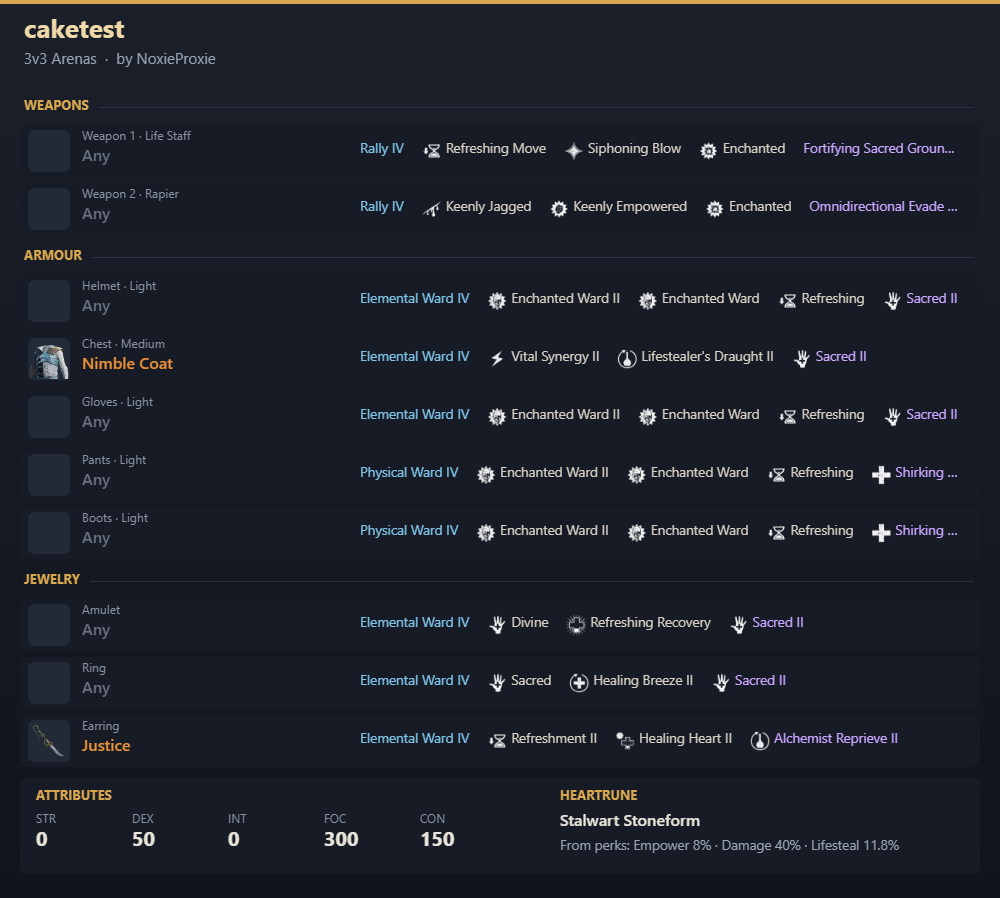 caketest
3v3 Arenas · by NoxieProxie
WEAPONS
Weapon 1 · Life Staff
Any
Rally IV Refreshing Move Siphoning Blow Enchanted Fortifying Sacred Groun...
Weapon 2 · Rapier
Any
Rally IV Keenly Jagged Keenly Empowered Enchanted Omnidirectional Evade ...
ARMOUR
Helmet · Light
Any
Elemental Ward IV Enchanted Ward II Enchanted Ward Refreshing Sacred II
Chest · Medium
Nimble Coat
Elemental Ward IV Vital Synergy II Lifestealer's Draught II Sacred II
Gloves · Light
Any
Elemental Ward IV Enchanted Ward II Enchanted Ward Refreshing Sacred II
Pants · Light
Any
Physical Ward IV Enchanted Ward II Enchanted Ward Refreshing Shirking ...
Boots · Light
Any
Physical Ward IV Enchanted Ward II Enchanted Ward Refreshing Shirking ...
JEWELRY
Amulet
Any
Elemental Ward IV Divine Refreshing Recovery Sacred II
Ring
Any
Elemental Ward IV Sacred Healing Breeze II Sacred II
Earring
Justice
Elemental Ward IV Refreshment II Healing Heart II Alchemist Reprieve II
ATTRIBUTES
STR DEX INT FOC CON
0 50 0 300 150
HEARTRUNE
Stalwart Stoneform
From perks: Empower 8% · Damage 40% · Lifesteal 11.8%